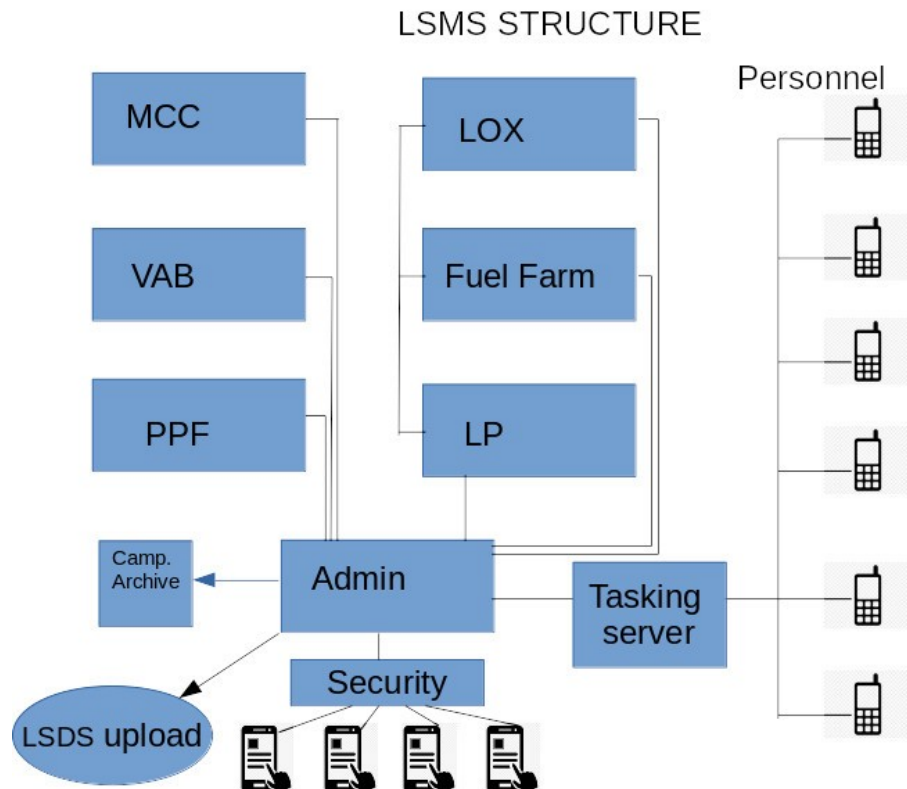 LSMS STRUCTURE
Personnel
MCC
LOX
VAB
Fuel Farm
PPF
LP
Camp.
Archive
Admin
Tasking
server
Security
LSDS upload